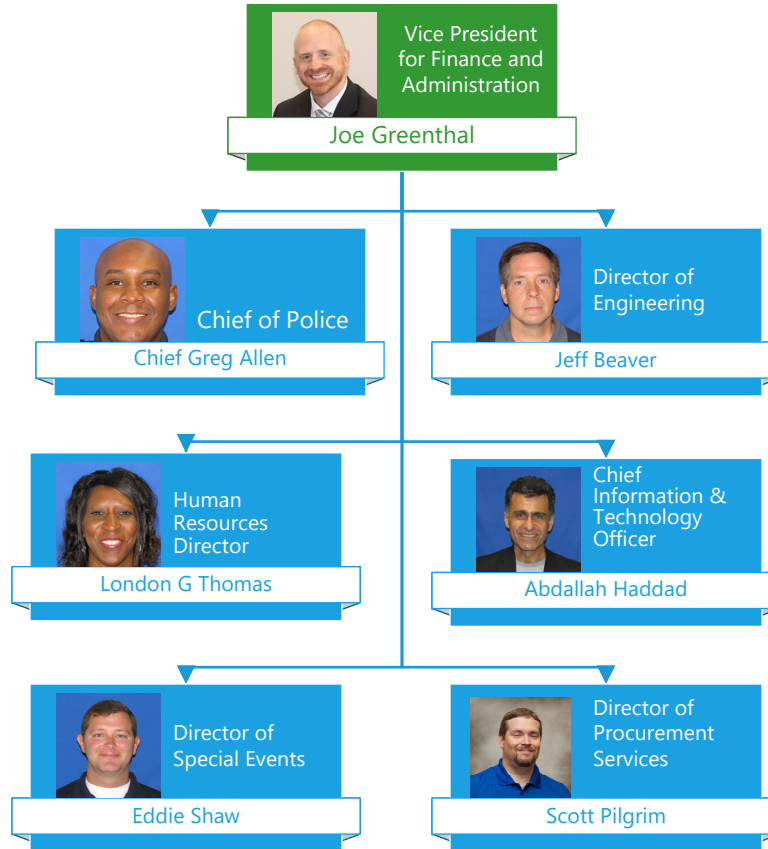 Vice President
for Finance and
Administration
Joe Greenthal
Chief of Police
Chief Greg Allen
Director of
Engineering
Jeff Beaver
Human
Resources
Director
London G Thomas
Chief
Information &
Technology
Officer
Abdallah Haddad
Director of
Special Events
Eddie Shaw
Director of
Procurement
Services
Scott Pilgrim